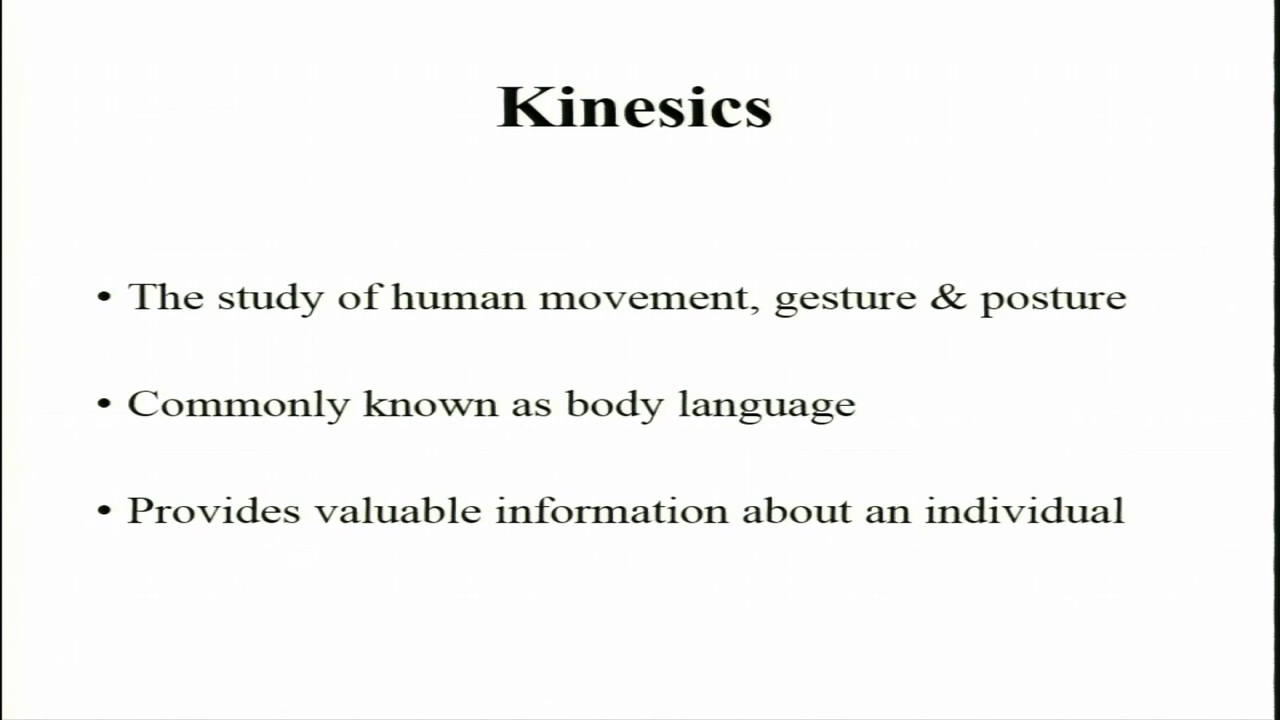 Kinesics
• The study of human movement, gesture & posture
• Commonly known as body language
• Provides valuable information about an individual